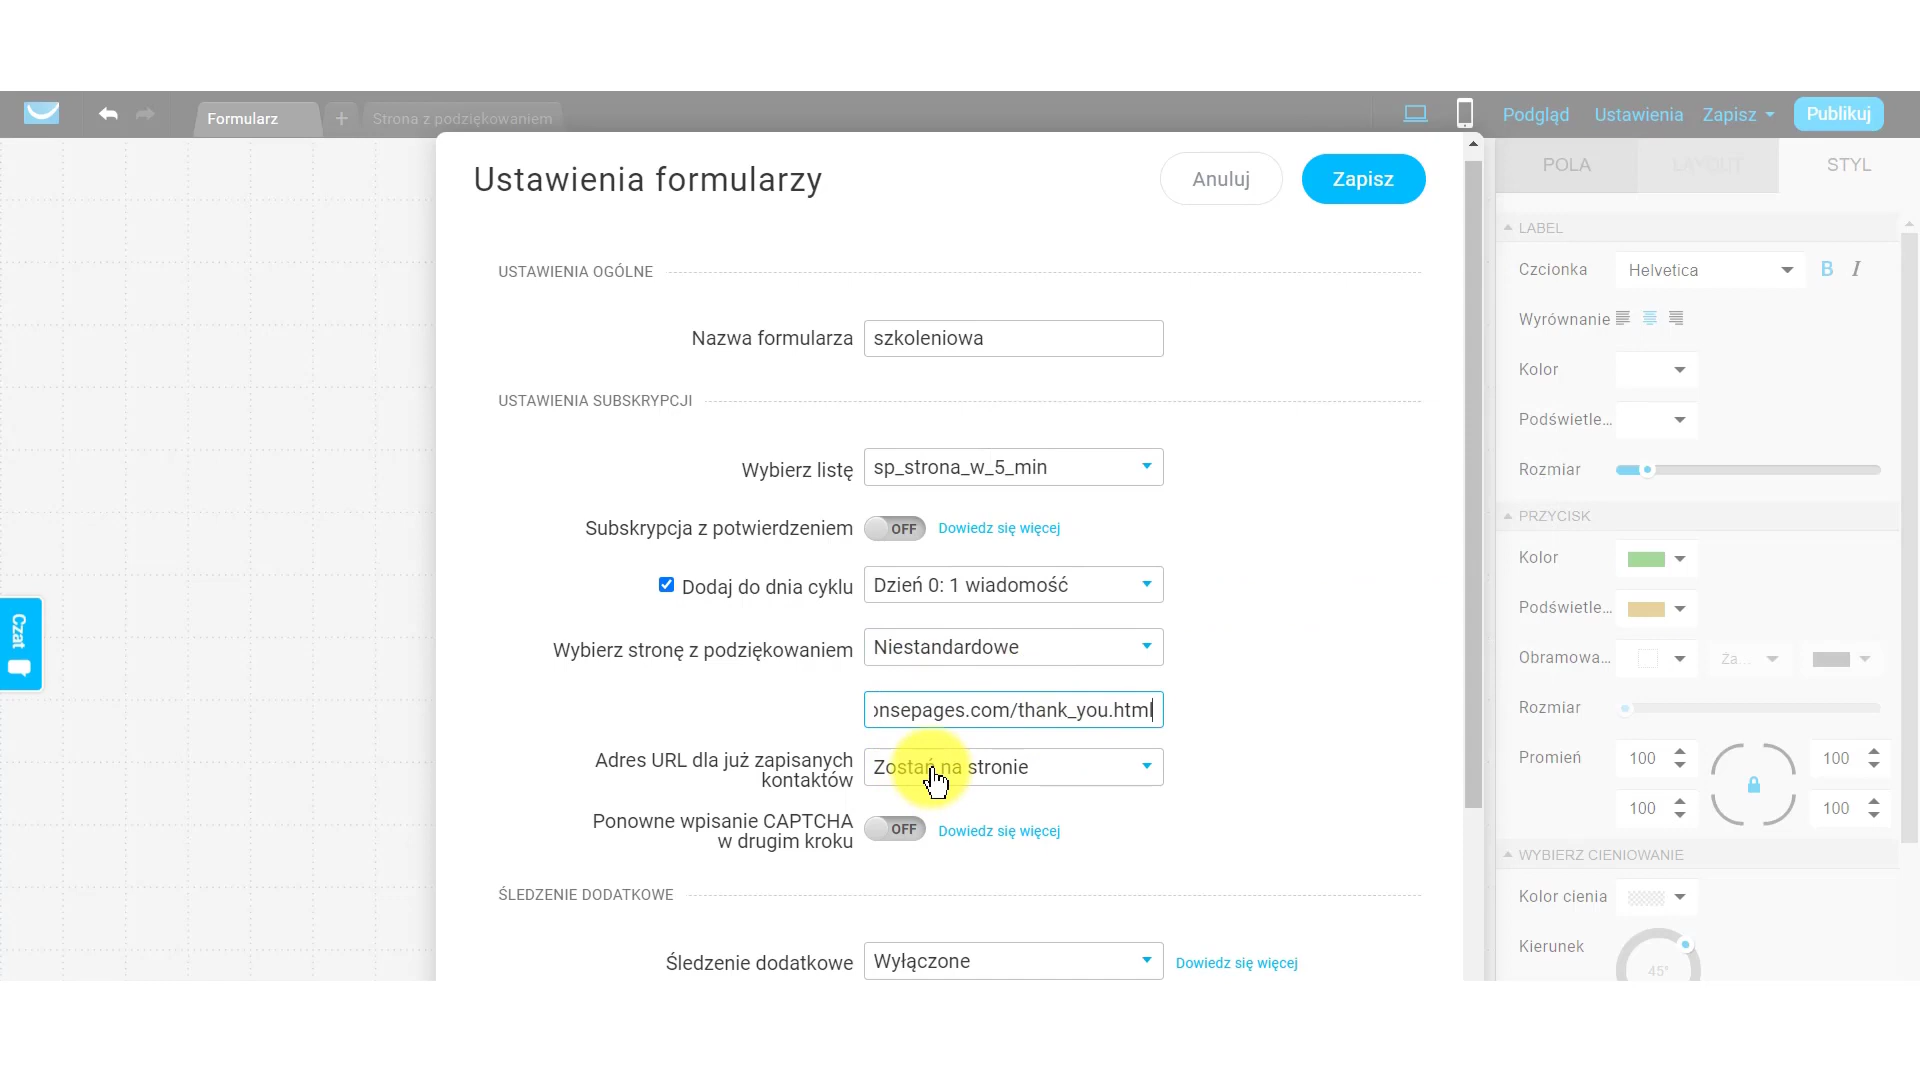 Formularz
+
Strona z podziękowaniem
Podgląd
Ustawienia
Zapisz
Publikuj
Ustawienia formularzy
Anuluj
Zapisz
USTAWIENIA OGÓLNE
Nazwa formularza
szkoleniowa
USTAWIENIA SUBSKRYPCJI
Wybierz listę
sp_strona_w_5_min
Subskrypcja z potwierdzeniem
OFF
Dowiedz się więcej
Dodaj do dnia cyklu
Dzień 0: 1 wiadomość
Wybierz stronę z podziękowaniem
Niestandardowe
onsepages.com/thank_you.html
Adres URL dla już zapisanych
kontaktów
Zostań na stronie
Ponowne wpisanie CAPTCHA
w drugim kroku
OFF
Dowiedz się więcej
ŚLEDZENIE DODATKOWE
Śledzenie dodatkowe
Wyłączone
Dowiedz się więcej
Czat
POLA
LAYOUT
STYL
LABEL
Czcionka
Helvetica
B
I
Wyrównanie
Kolor
Podświetle...
Rozmiar
PRZYCISK
Kolor
Podświetle...
Obramowa...
Za...
Rozmiar
Promień
100
100
100
100
WYBIERZ CIENIOWANIE
Kolor cienia
Kierunek
45°